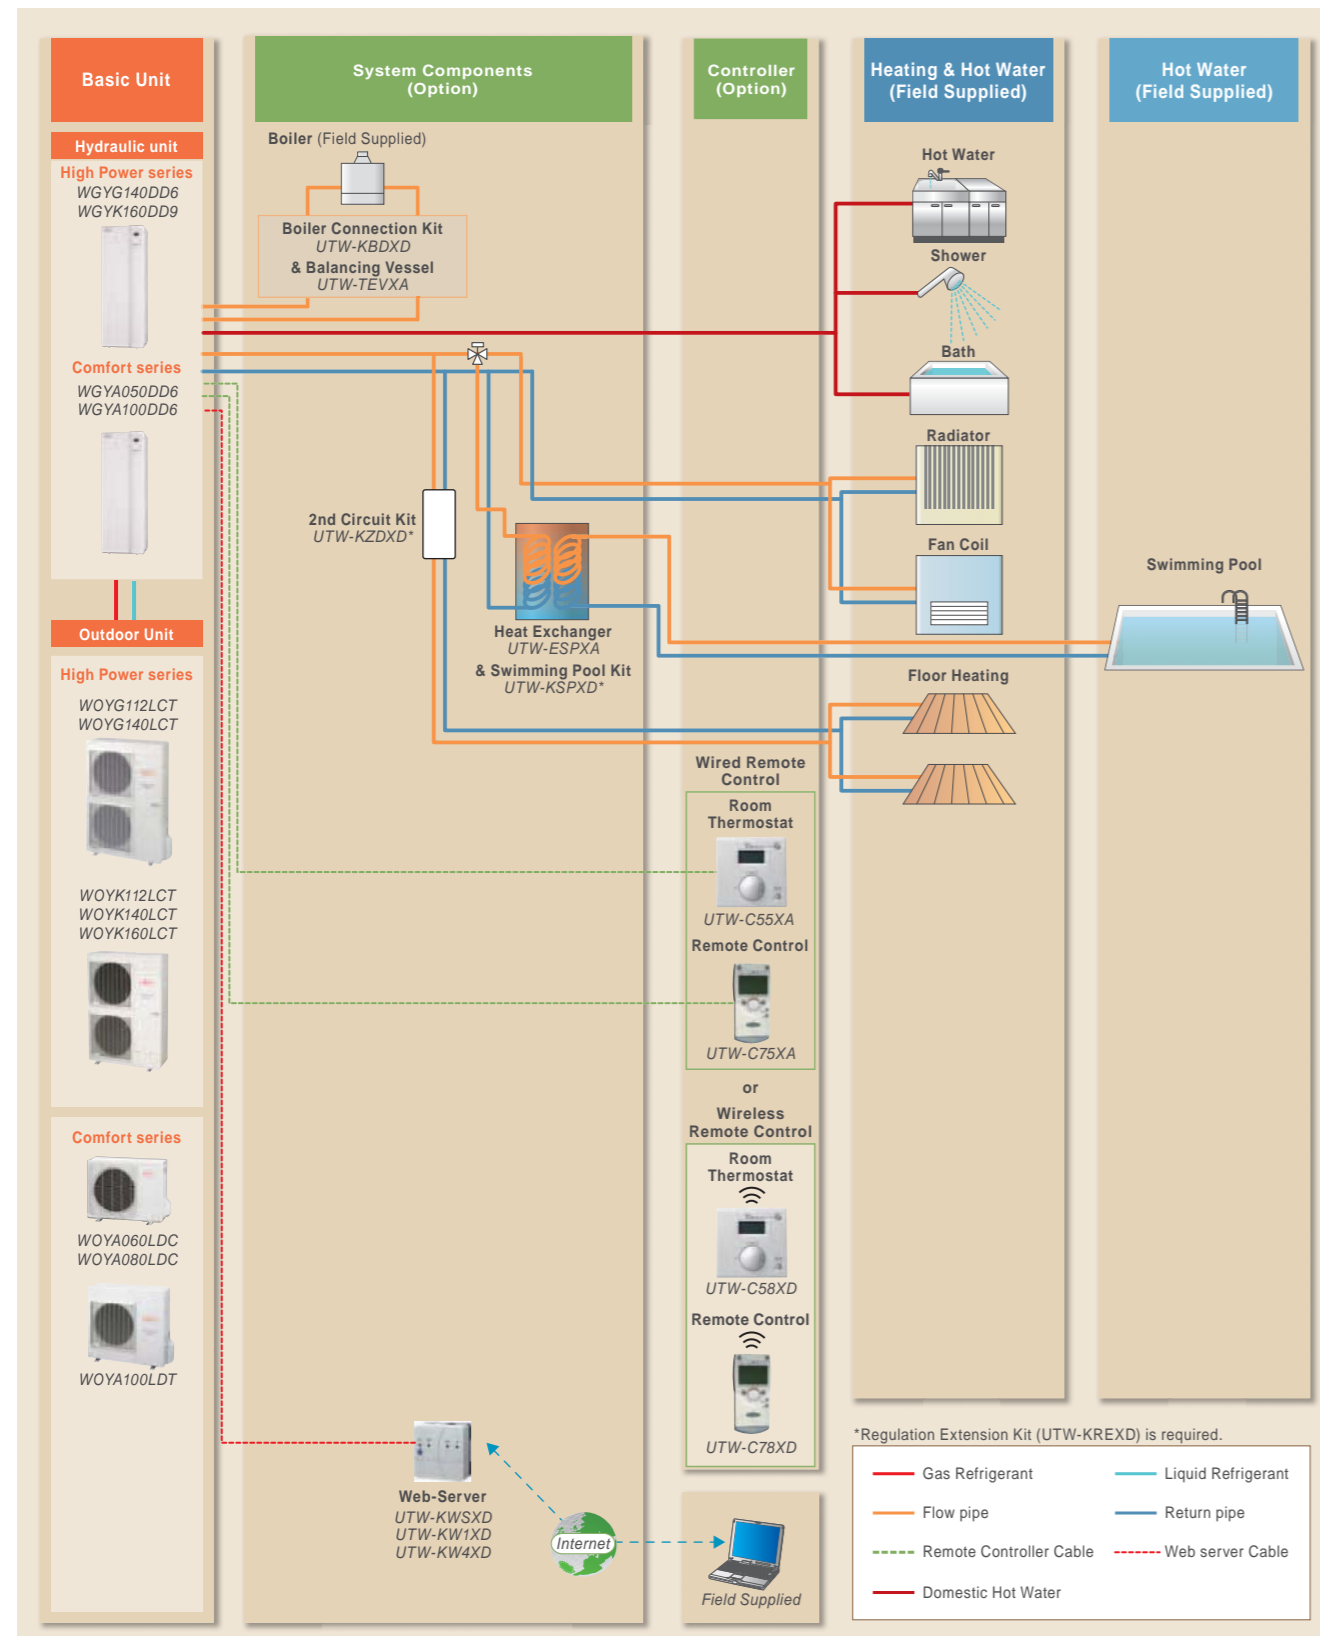 Basic Unit
System Components
(Option)
Controller
(Option)
Heating & Hot Water
(Field Supplied)
Hot Water
(Field Supplied)
Hydraulic unit
High Power series
WGYG140DD6
WGYK160DD9
Comfort series
WGYA050DD6
WGYA100DD6
Outdoor Unit
High Power series
WOYG112LCT
WOYG140LCT
WOYK112LCT
WOYK140LCT
WOYK160LCT
Comfort series
WOYA060LDC
WOYA080LDC
WOYA100LDT
Boiler (Field Supplied)
Boiler Connection Kit
UTW-KBDXD
& Balancing Vessel
UTW-TEVXA
2nd Circuit Kit
UTW-KZDXD*
Heat Exchanger
UTW-ESPXA
& Swimming Pool Kit
UTW-KSPXD*
Web-Server
UTW-KWSXD
UTW-KW1XD
UTW-KW4XD
Internet
Wired Remote
Control
Room
Thermostat
UTW-C55XA
Remote Control
UTW-C75XA
or
Wireless
Remote Control
Room
Thermostat
UTW-C58XD
Remote Control
UTW-C78XD
Field Supplied
Hot Water
Shower
Bath
Radiator
Fan Coil
Floor Heating
Swimming Pool
*Regulation Extension Kit (UTW-KREXD) is required.
Gas Refrigerant
Liquid Refrigerant
Flow pipe
Return pipe
Remote Controller Cable
Web server Cable
Domestic Hot Water